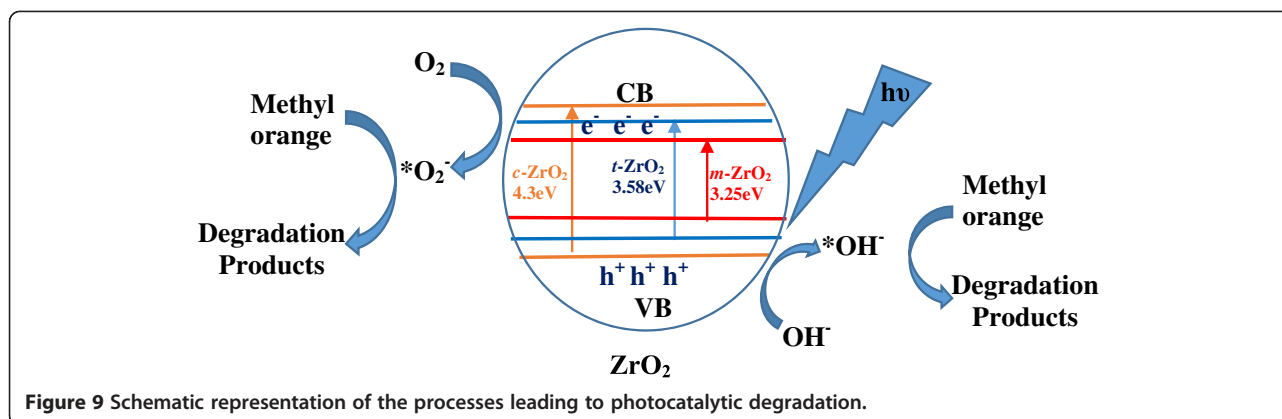 O₂
Methyl
orange
*O₂⁻
Degradation
Products
CB
e⁻ e⁻ e⁻
c-ZrO₂
4.3eV
t-ZrO₂
3.58eV
m-ZrO₂
3.25eV
h⁺ h⁺ h⁺
VB
ZrO₂
hυ
Methyl
orange
*OH⁻
Degradation
Products
OH⁻
Figure 9 Schematic representation of the processes leading to photocatalytic degradation.